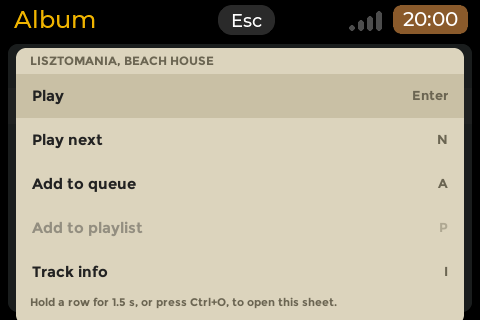 Album
Esc
20:00
LISZTOMANIA, BEACH HOUSE
Play Enter
Play next N
Add to queue A
Add to playlist P
Track info I
Hold a row for 1.5 s, or press Ctrl+O, to open this sheet.